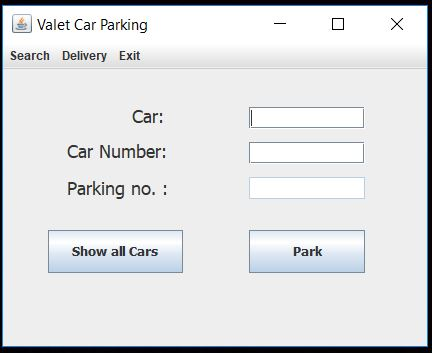 Valet Car Parking
Search Delivery Exit
Car:
Car Number:
Parking no. :
Show all Cars Park